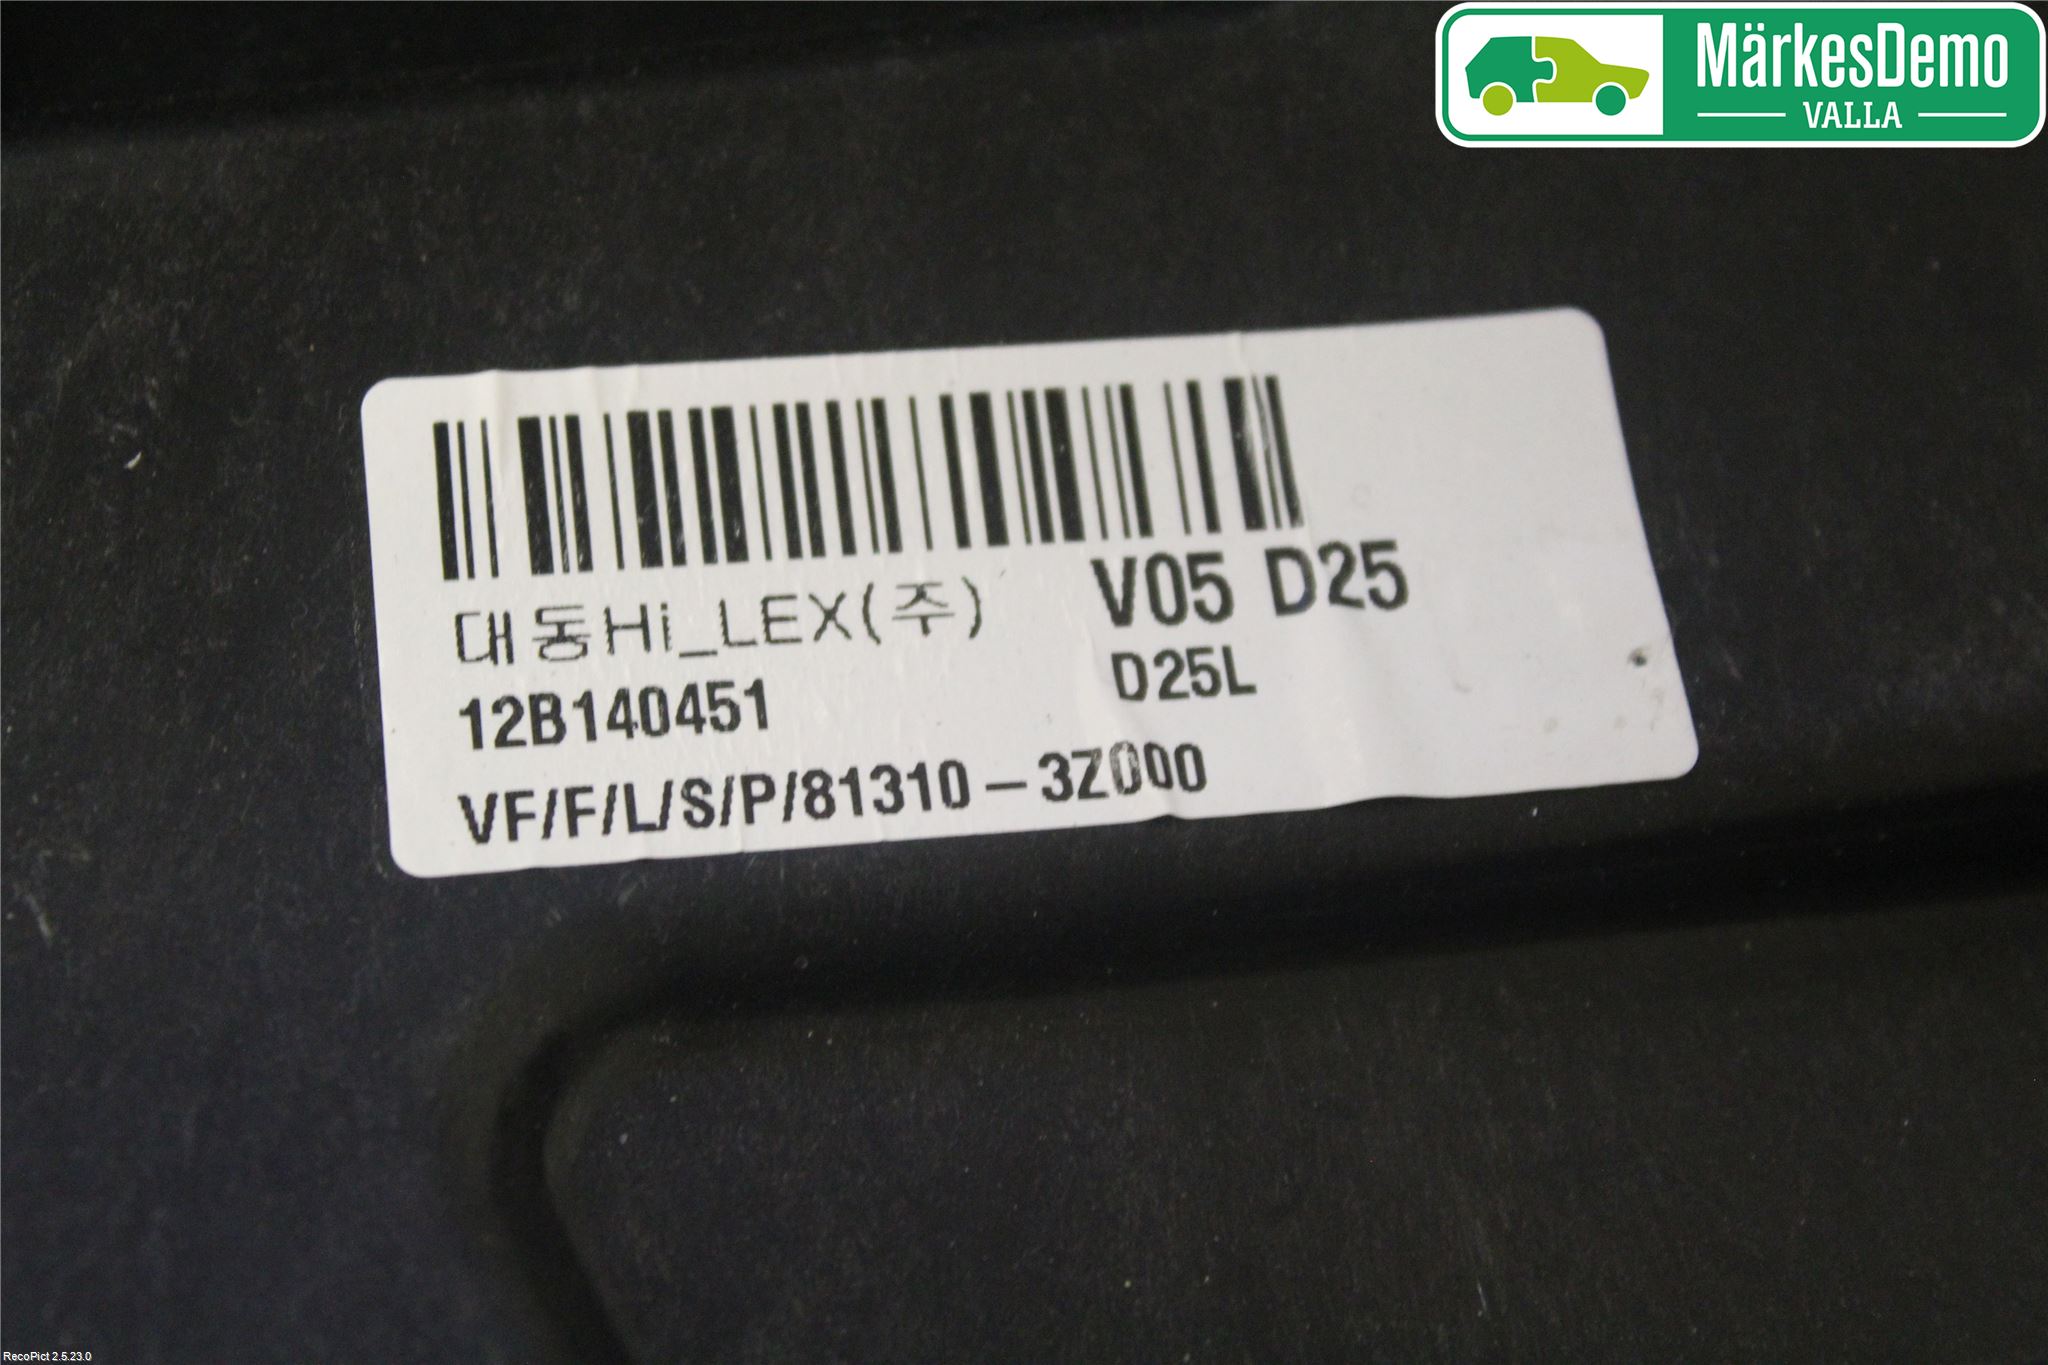 MärkesDemo
VALLA
대동Hi_LEX(주)
V05 D25
12B140451
D25L
VF/F/L/S/P/81310-3Z000
RecoPict 2.5.23.0